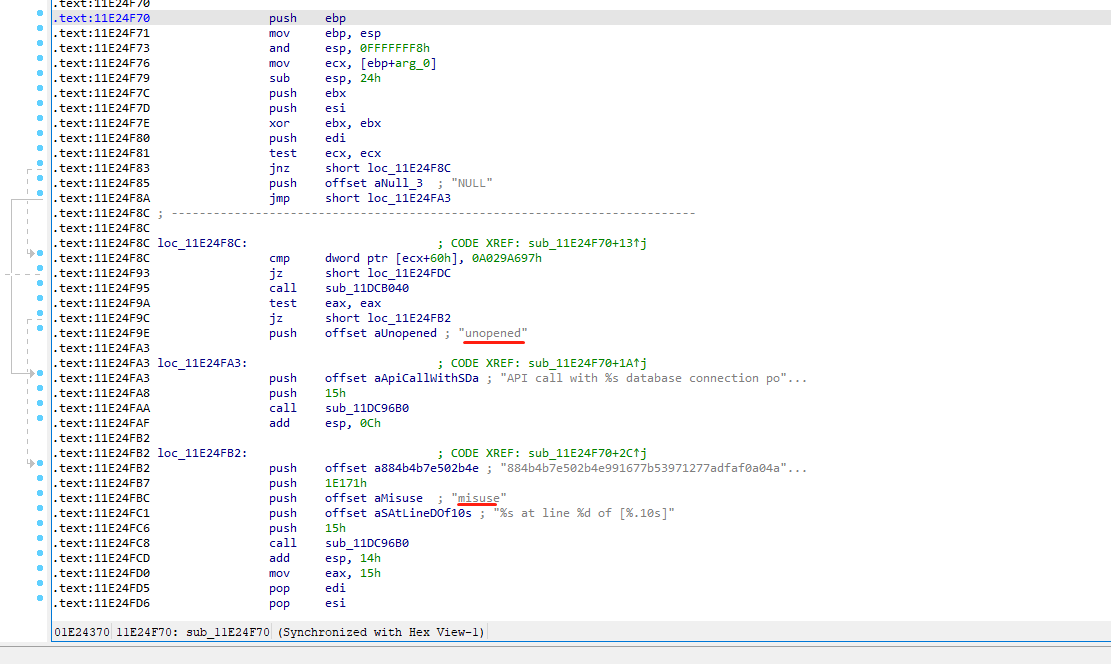 .text:11E24F70
.text:11E24F70 push ebp
.text:11E24F71 mov ebp, esp
.text:11E24F73 and esp, 0FFFFFFF8h
.text:11E24F76 mov ecx, [ebp+arg_0]
.text:11E24F79 sub esp, 24h
.text:11E24F7C push ebx
.text:11E24F7D push esi
.text:11E24F7E xor ebx, ebx
.text:11E24F80 push edi
.text:11E24F81 test ecx, ecx
.text:11E24F83 jnz short loc_11E24F8C
.text:11E24F85 push offset aNull_3 ; "NULL"
.text:11E24F8A jmp short loc_11E24FA3
.text:11E24F8C ; ---------------------------------------------------------------------------
.text:11E24F8C
.text:11E24F8C loc_11E24F8C: ; CODE XREF: sub_11E24F70+13↑j
.text:11E24F8C cmp dword ptr [ecx+60h], 0A029A697h
.text:11E24F93 jz short loc_11E24FDC
.text:11E24F95 call sub_11DCB040
.text:11E24F9A test eax, eax
.text:11E24F9C jz short loc_11E24FB2
.text:11E24F9E push offset aUnopened ; "unopened"
.text:11E24FA3
.text:11E24FA3 loc_11E24FA3: ; CODE XREF: sub_11E24F70+1A↑j
.text:11E24FA3 push offset aApiCallWithSDa ; "API call with %s database connection po"...
.text:11E24FA8 push 15h
.text:11E24FAA call sub_11DC96B0
.text:11E24FAF add esp, 0Ch
.text:11E24FB2
.text:11E24FB2 loc_11E24FB2: ; CODE XREF: sub_11E24F70+2C↑j
.text:11E24FB2 push offset a884b4b7e502b4e ; "884b4b7e502b4e991677b53971277adfaf0a04a"...
.text:11E24FB7 push 1E171h
.text:11E24FBC push offset aMisuse ; "misuse"
.text:11E24FC1 push offset aSAtLineDOf10s ; "%s at line %d of [%.10s]"
.text:11E24FC6 push 15h
.text:11E24FC8 call sub_11DC96B0
.text:11E24FCD add esp, 14h
.text:11E24FD0 mov eax, 15h
.text:11E24FD5 pop edi
.text:11E24FD6 pop esi
01E24370 11E24F70: sub_11E24F70 (Synchronized with Hex View-1)